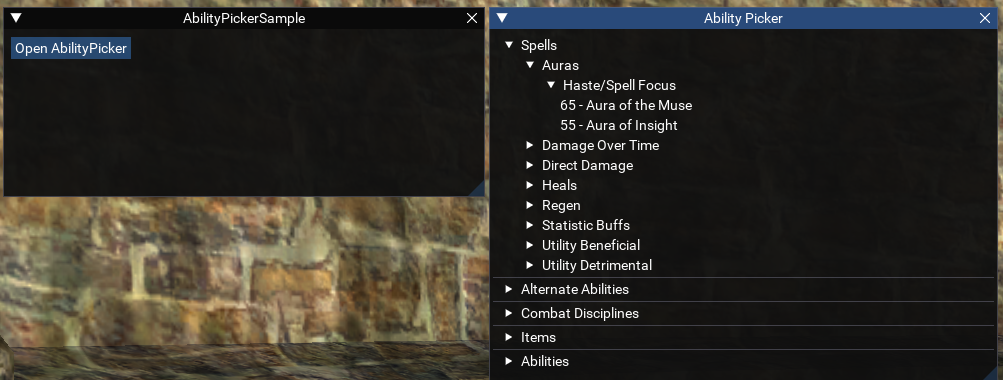 AbilityPickerSample
Open AbilityPicker
Ability Picker
Spells
Auras
Haste/Spell Focus
65 - Aura of the Muse
55 - Aura of Insight
Damage Over Time
Direct Damage
Heals
Regen
Statistic Buffs
Utility Beneficial
Utility Detrimental
Alternate Abilities
Combat Disciplines
Items
Abilities